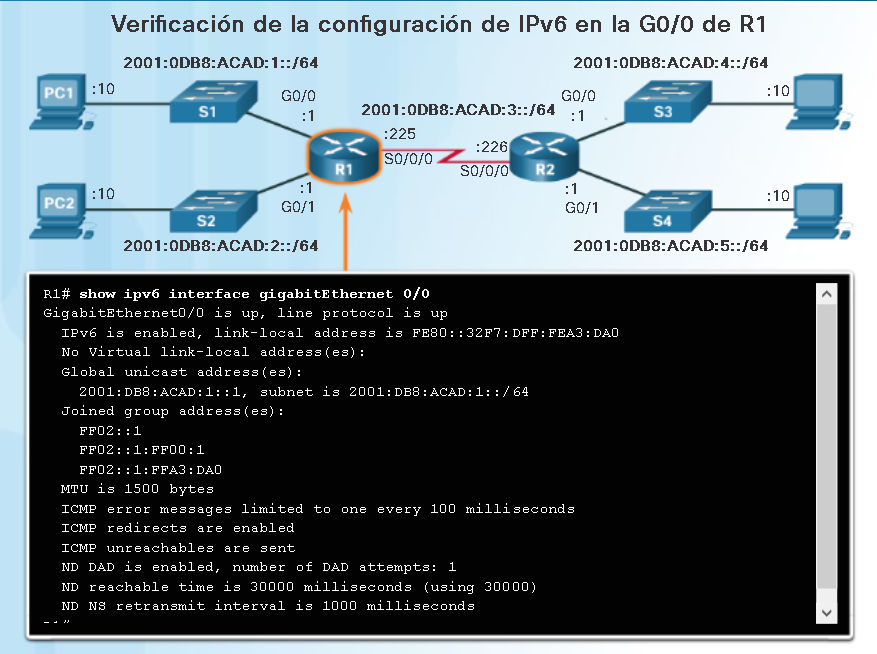 Verificación de la configuración de IPv6 en la G0/0 de R1
2001:0DB8:ACAD:1::/64
2001:0DB8:ACAD:4::/64
PC1
:10
S1
G0/0
:1
2001:0DB8:ACAD:3::/64
G0/0
:1
S3
:10
:225
S0/0/0
R1
:226
S0/0/0
R2
PC2
:10
S2
:1
G0/1
:1
G0/1
S4
:10
2001:0DB8:ACAD:2::/64
2001:0DB8:ACAD:5::/64
R1# show ipv6 interface gigabitEthernet 0/0
GigabitEthernet0/0 is up, line protocol is up
IPv6 is enabled, link-local address is FE80::32F7:DFF:FEA3:DA0
No Virtual link-local address(es):
Global unicast address(es):
2001:DB8:ACAD:1::1, subnet is 2001:DB8:ACAD:1::/64
Joined group address(es):
FF02::1
FF02::1:FF00:1
FF02::1:FFA3:DA0
MTU is 1500 bytes
ICMP error messages limited to one every 100 milliseconds
ICMP redirects are enabled
ICMP unreachables are sent
ND DAD is enabled, number of DAD attempts: 1
ND reachable time is 30000 milliseconds (using 30000)
ND NS retransmit interval is 1000 milliseconds